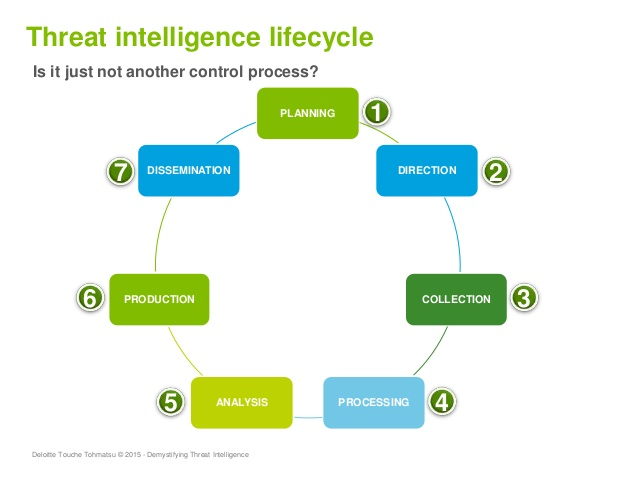 Threat intelligence lifecycle
Is it just not another control process?
PLANNING
1
DIRECTION
2
COLLECTION
3
PROCESSING
4
ANALYSIS
5
PRODUCTION
6
DISSEMINATION
7
Deloitte Touche Tohmatsu © 2015 - Demystifying Threat Intelligence